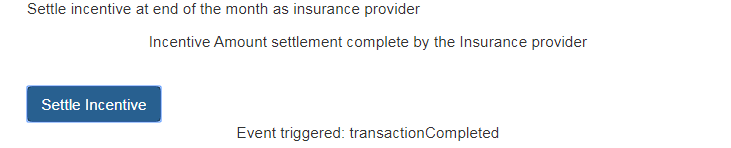 Settle incentive at end of the month as insurance provider
Incentive Amount settlement complete by the Insurance provider
Settle Incentive
Event triggered: transactionCompleted